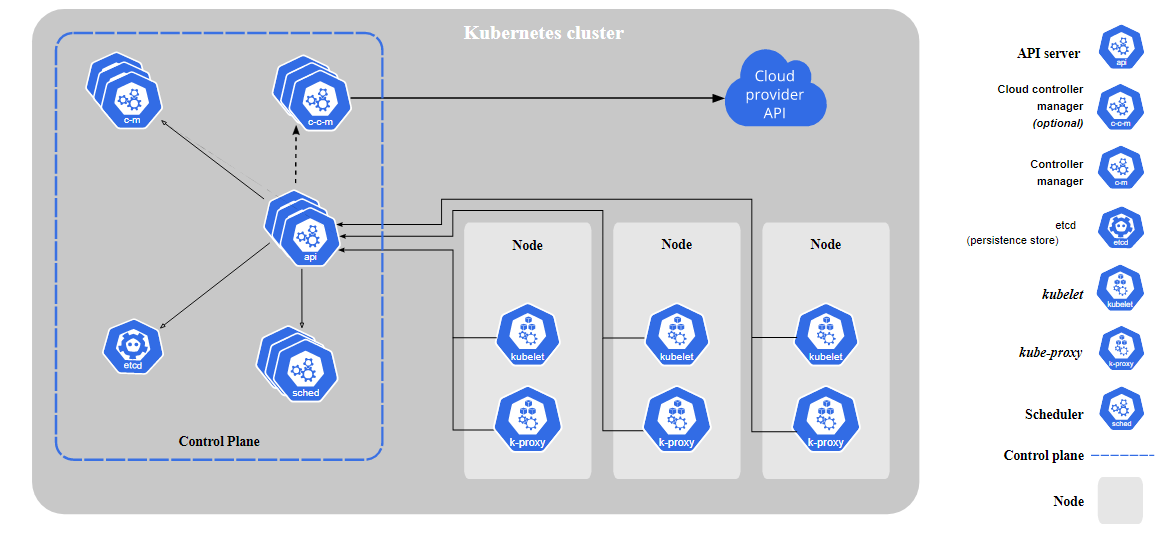 Kubernetes cluster
c-m
c-c-m
Cloud
provider
API
api
etcd
sched
Control Plane
Node
kubelet
k-proxy
Node
kubelet
k-proxy
Node
kubelet
k-proxy
API server
api
Cloud controller
manager
(optional)
c-c-m
Controller
manager
c-m
etcd
(persistence store)
etcd
kubelet
kubelet
kube-proxy
k-proxy
Scheduler
sched
Control plane
Node